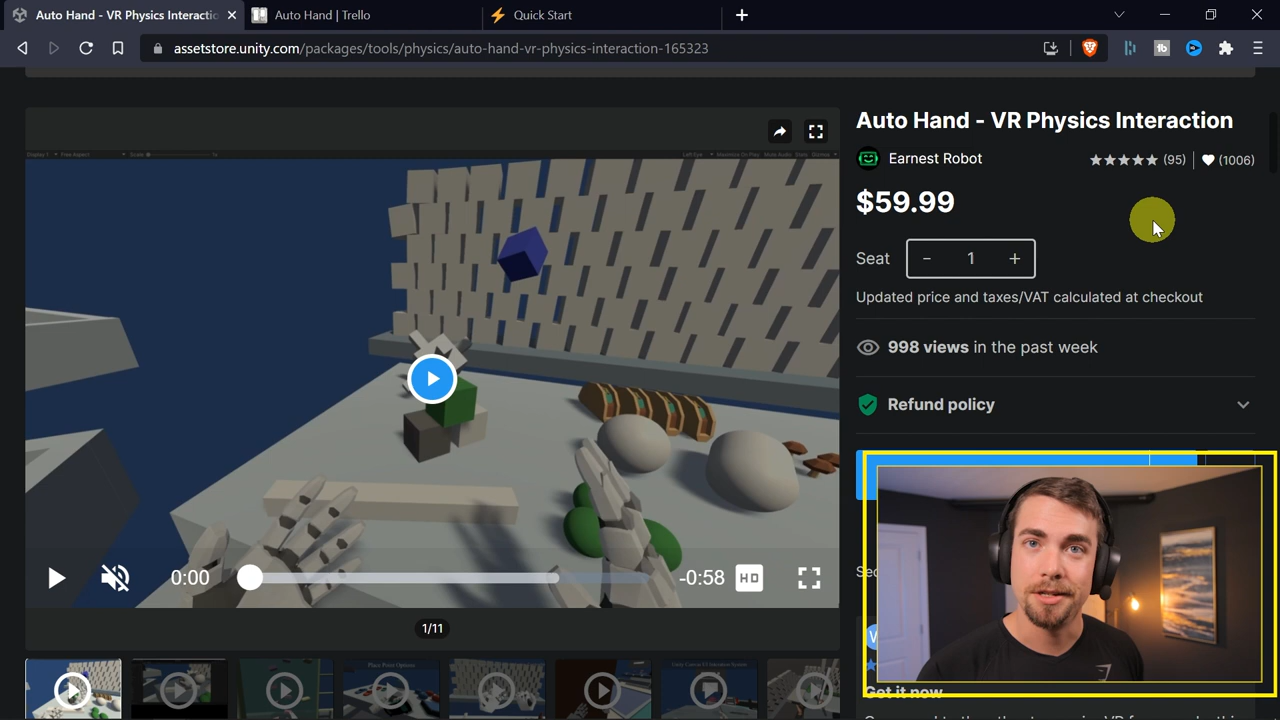 Auto Hand - VR Physics Interactio
Auto Hand | Trello
Quick Start
assetstore.unity.com/packages/tools/physics/auto-hand-vr-physics-interaction-165323
Auto Hand - VR Physics Interaction
Earnest Robot
(95)
(1006)
$59.99
Seat
- 1 +
Updated price and taxes/VAT calculated at checkout
998 views in the past week
Refund policy
0:00
-0:58
HD
1/11
Place Point Options
Get it now